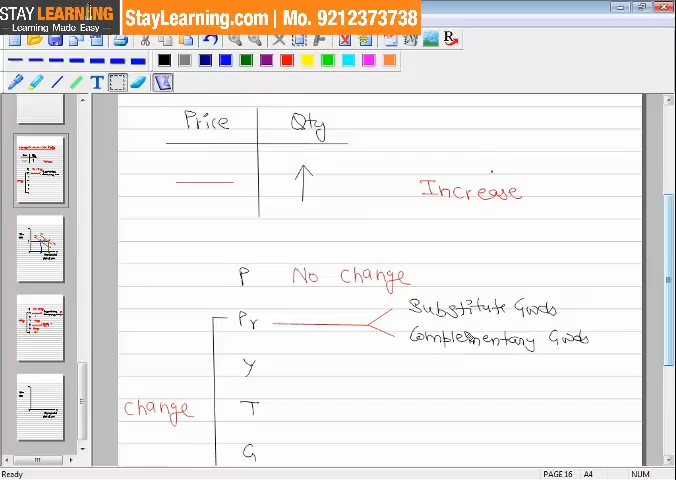 STAY LEARNING
Learning Made Easy
StayLearning.com | Mo. 9212373738
Price Qty
Increase
P No change
Pr Substitute Goods
Complementary Goods
Y
change T
G
Ready PAGE 16 A4